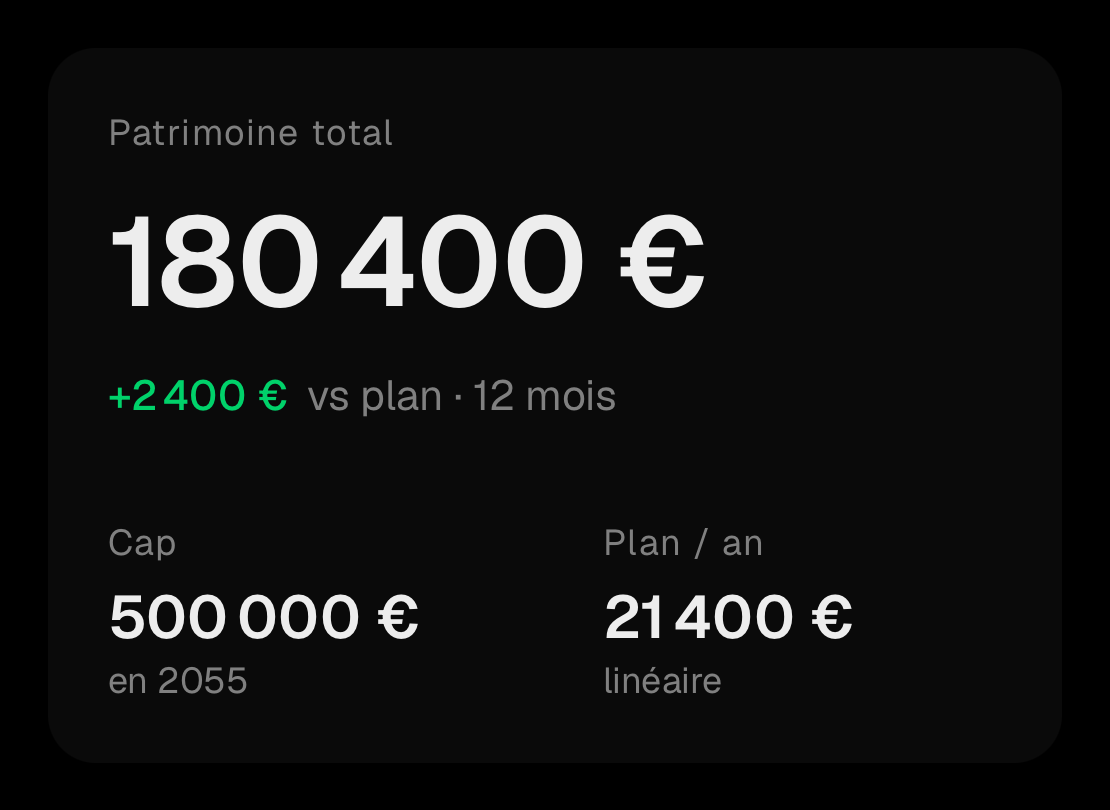 Patrimoine total
180 400 €
+2 400 € vs plan · 12 mois
Cap
500 000 €
en 2055
Plan / an
21 400 €
linéaire